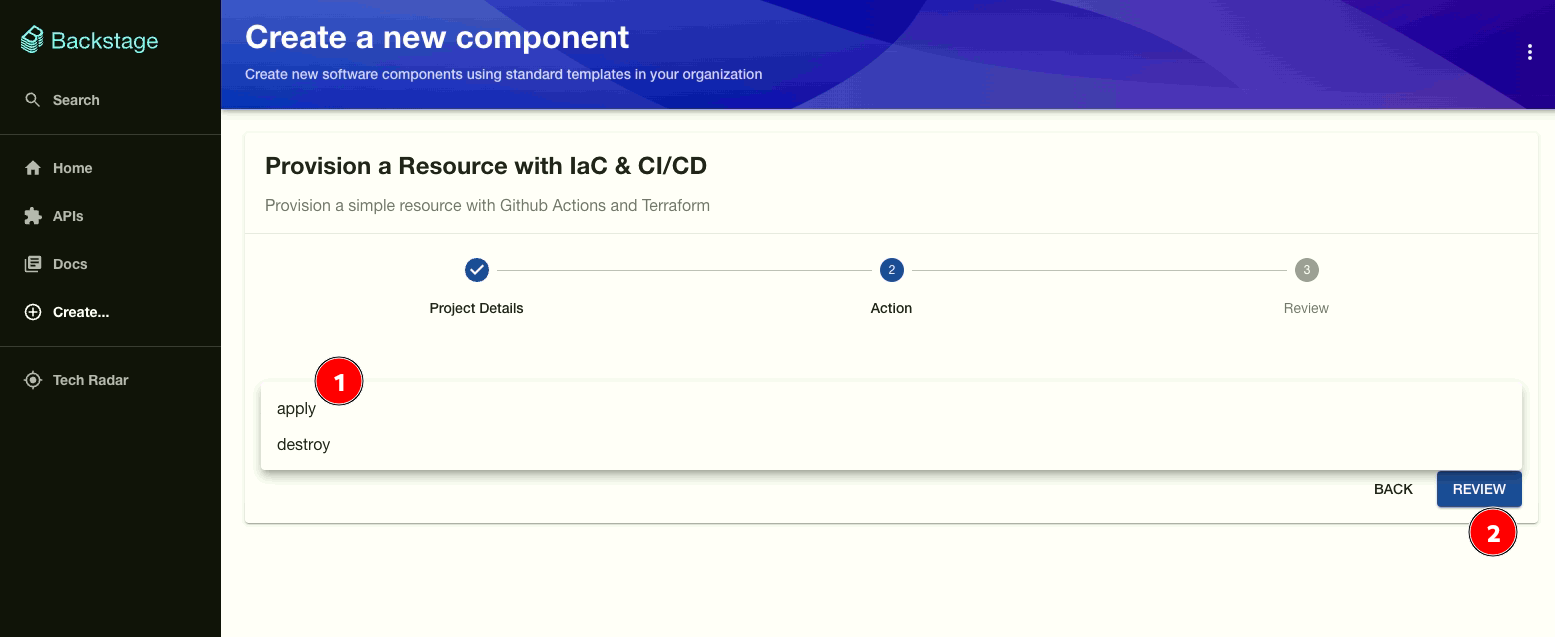 Backstage
Search
Home
APIs
Docs
Create...
Tech Radar
Create a new component
Create new software components using standard templates in your organization
Provision a Resource with IaC & CI/CD
Provision a simple resource with Github Actions and Terraform
2
3
Project Details
Action
Review
1
apply
destroy
BACK
REVIEW
2